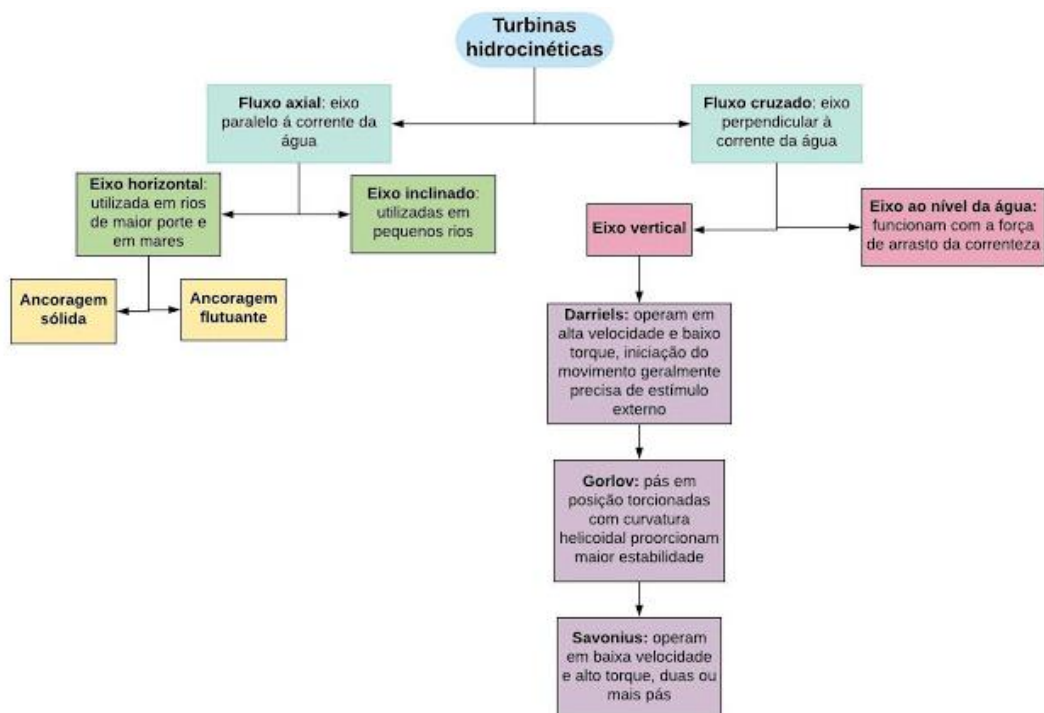 Turbinas
hidrocinéticas
Fluxo axial: eixo
paralelo á corrente da
água
Fluxo cruzado: eixo
perpendicular à
corrente da água
Eixo horizontal:
utilizada em rios
de maior porte e
em mares
Eixo inclinado:
utilizadas em
pequenos rios
Eixo vertical
Eixo ao nível da água:
funcionam com a força
de arrasto da correnteza
Ancoragem
sólida
Ancoragem
flutuante
Darriels: operam em
alta velocidade e baixo
torque, iniciação do
movimento geralmente
precisa de estímulo
externo
Gorlov: pás em
posição torcionadas
com curvatura
helicoidal proorcionam
maior estabilidade
Savonius: operam
em baixa velocidade
e alto torque, duas ou
mais pás